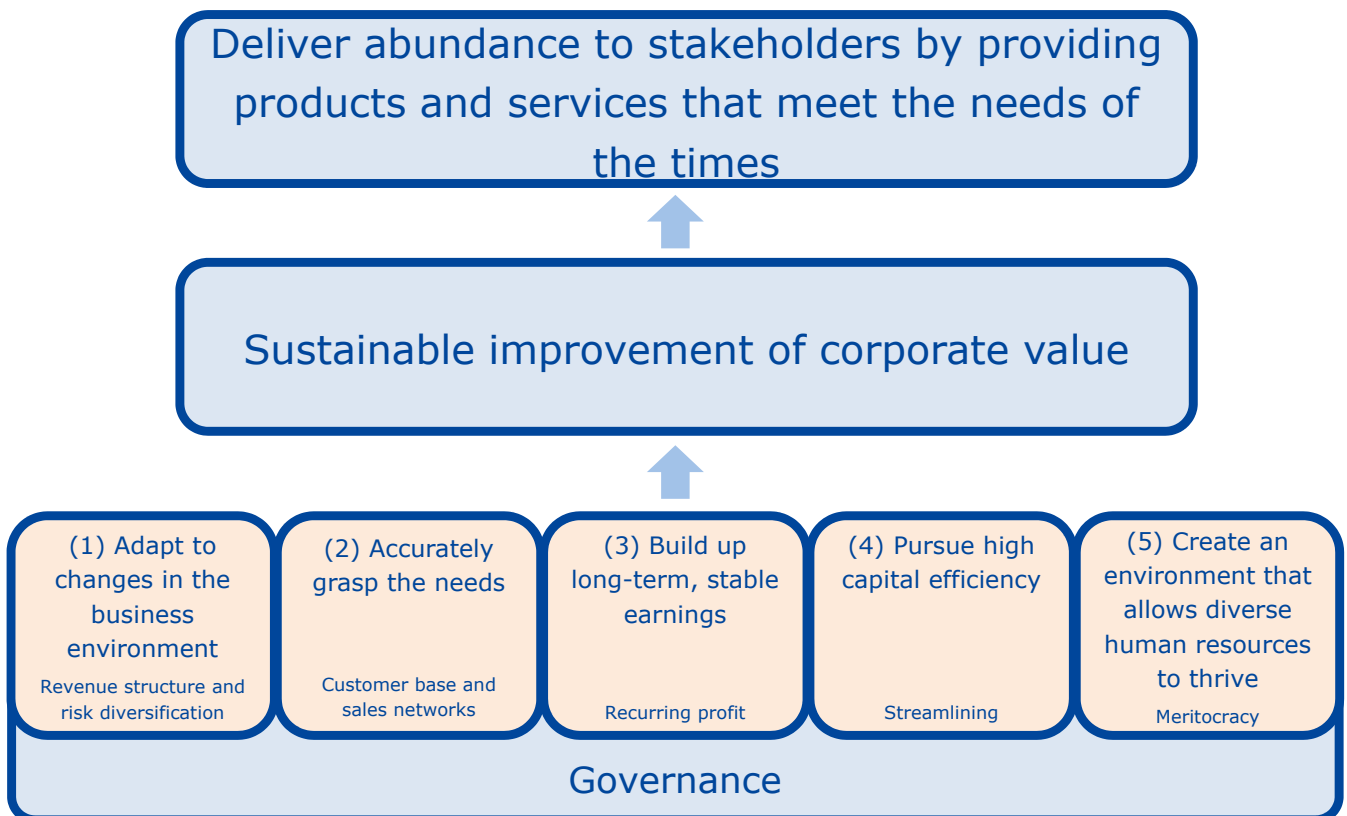 Deliver abundance to stakeholders by providing
products and services that meet the needs of
the times
Sustainable improvement of corporate value
(1) Adapt to
changes in the
business
environment
Revenue structure and
risk diversification
(2) Accurately
grasp the needs
Customer base and
sales networks
(3) Build up
long-term, stable
earnings
Recurring profit
(4) Pursue high
capital efficiency
Streamlining
(5) Create an
environment that
allows diverse
human resources
to thrive
Meritocracy
Governance